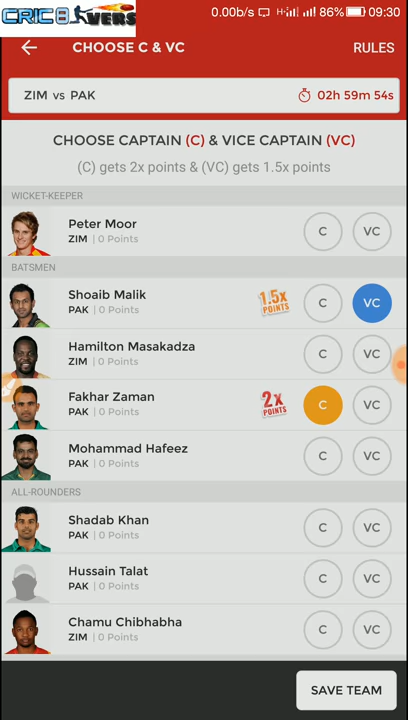 CRIC8
VERS
0.00b/s 86% 09:30
CHOOSE C & VC RULES
ZIM vs PAK 02h 59m 54s
CHOOSE CAPTAIN (C) & VICE CAPTAIN (VC)
(C) gets 2x points & (VC) gets 1.5x points
WICKET-KEEPER
Peter Moor
ZIM | 0 Points C VC
BATSMEN
Shoaib Malik
PAK | 0 Points 1.5x POINTS C VC
Hamilton Masakadza
ZIM | 0 Points C VC
Fakhar Zaman
PAK | 0 Points 2x POINTS C VC
Mohammad Hafeez
PAK | 0 Points C VC
ALL-ROUNDERS
Shadab Khan
PAK | 0 Points C VC
Hussain Talat
PAK | 0 Points C VC
Chamu Chibhabha
ZIM | 0 Points C VC
SAVE TEAM